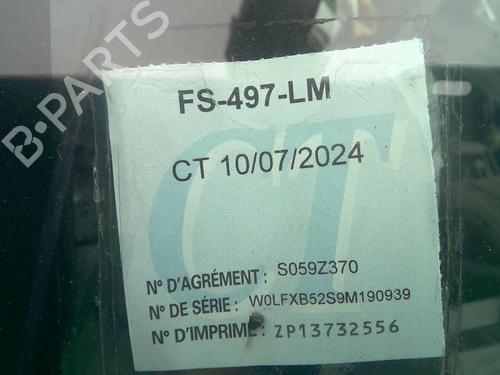 B-PARTS
FS-497-LM
CT 10/07/2024
CT
N° D'AGRÉMENT : S059Z370
N° DE SÉRIE : W0LFXB52S9M190939
N° D'IMPRIMÉ : ZP13732556